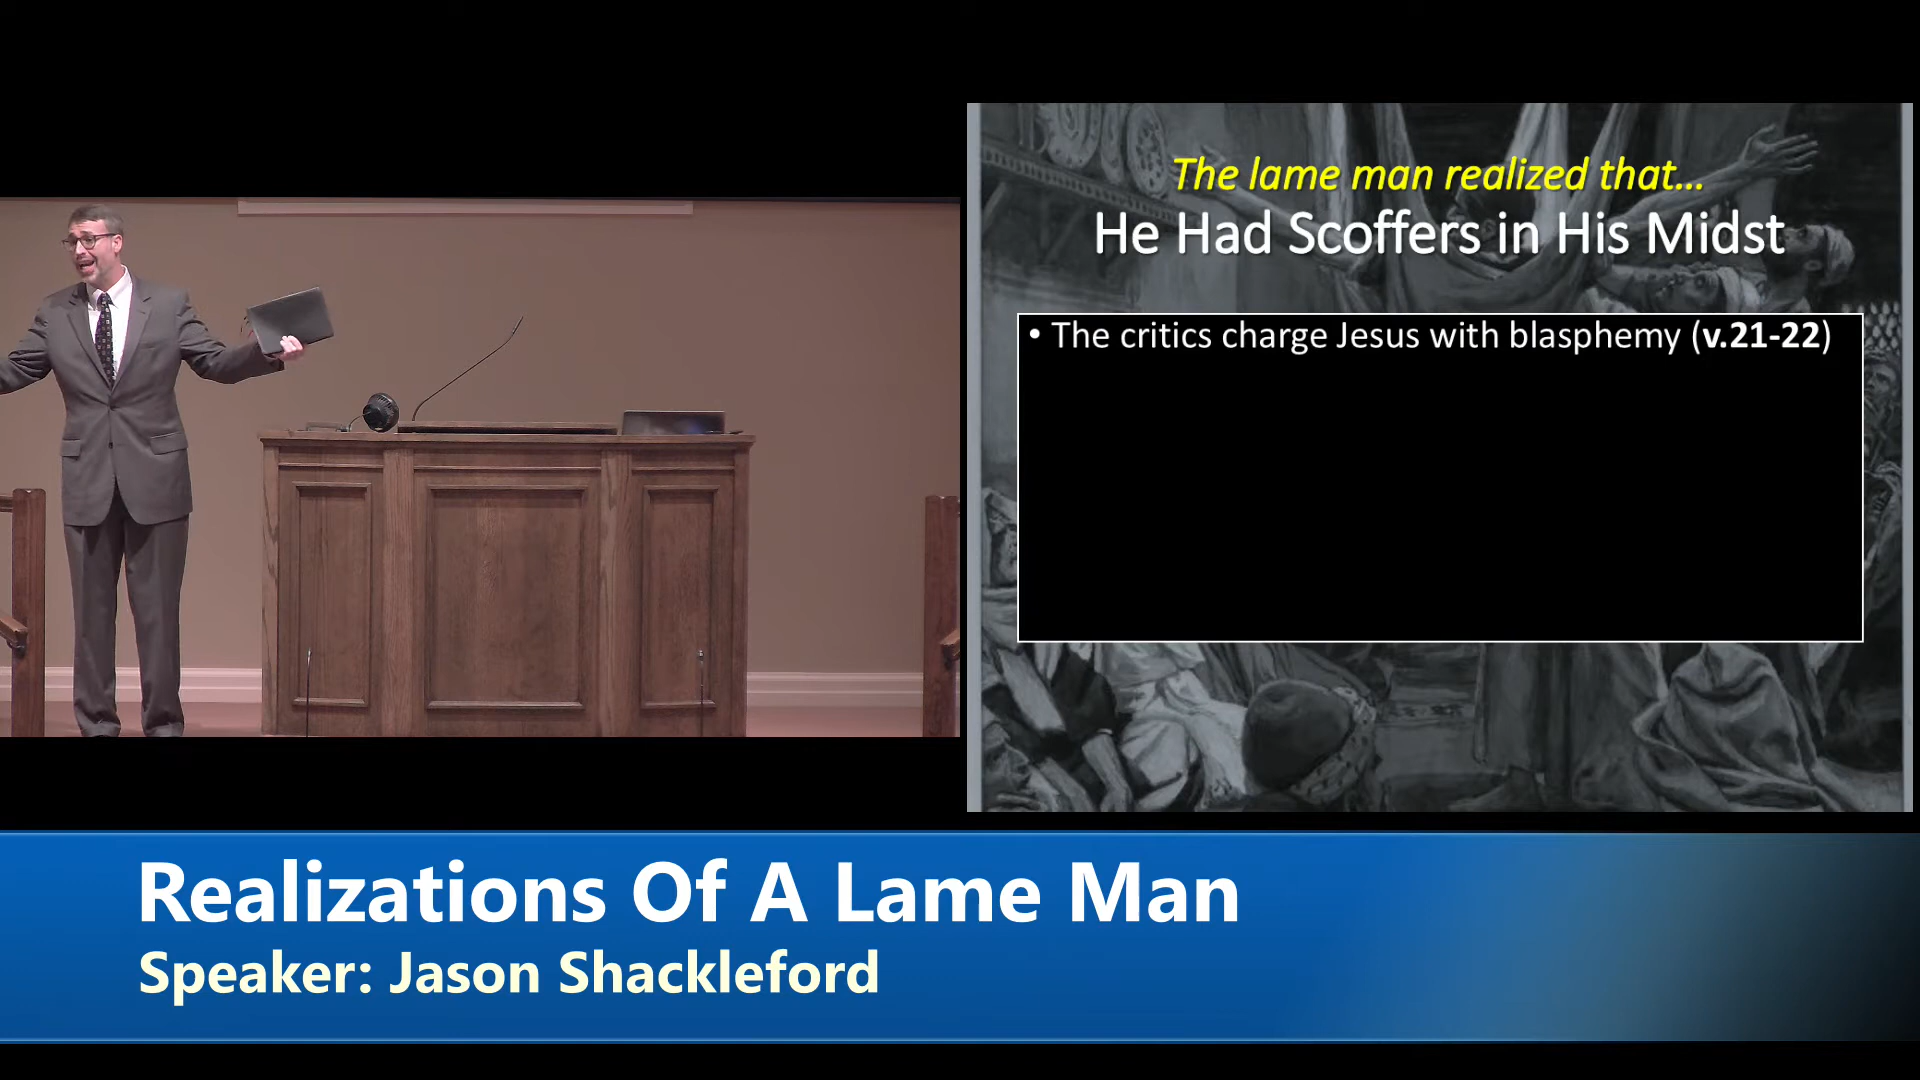 The lame man realized that...
He Had Scoffers in His Midst
• The critics charge Jesus with blasphemy (v.21-22)
Realizations Of A Lame Man
Speaker: Jason Shackleford